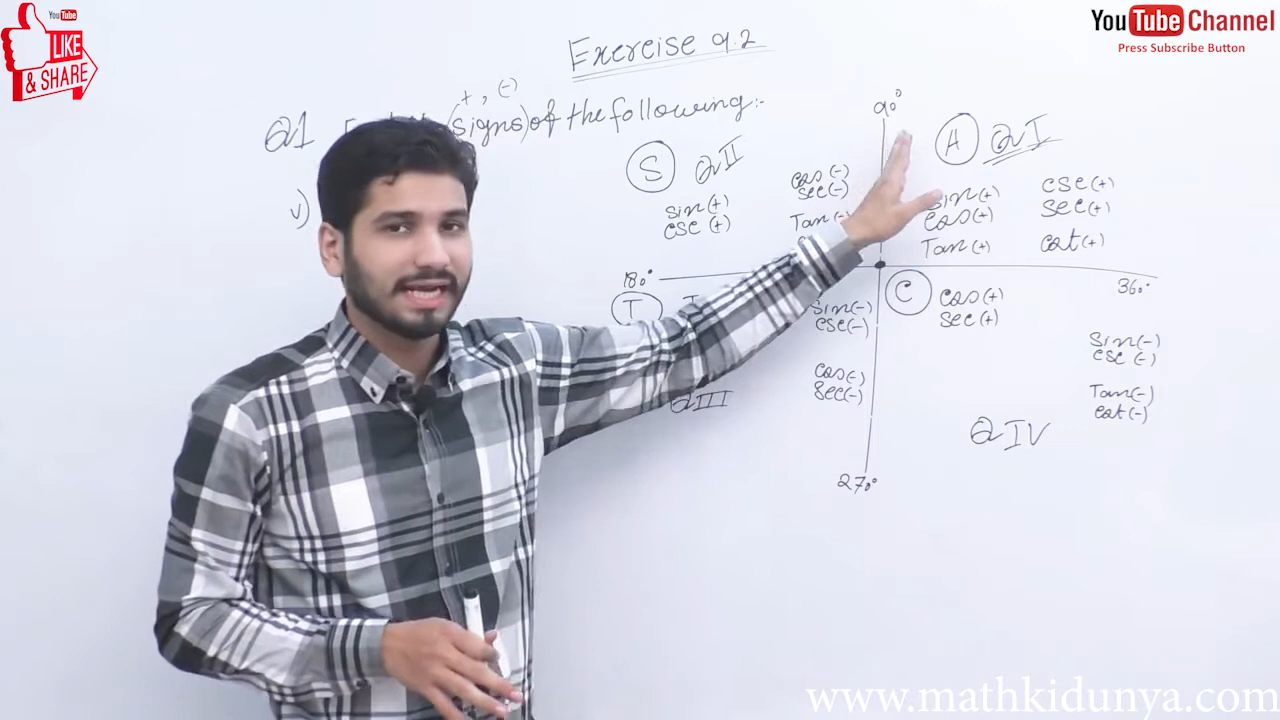 YouTube
LIKE
& SHARE
YouTube Channel
Press Subscribe Button
Exercise 9.2
+ , (-)
Q1 (signs) of the following:-
v)
90°
S QII
A QI
sin(+)
csc(+)
cos(-)
sec(-)
Tan(-)
sin(+)
cos(+)
Tan(+)
csc(+)
sec(+)
cot(+)
180°
360°
T
C
cos(+)
sec(+)
sin(-)
csc(-)
cos(-)
sec(-)
sin(-)
csc(-)
Tan(-)
cot(-)
QIII
QIV
270°
www.mathkidunya.com